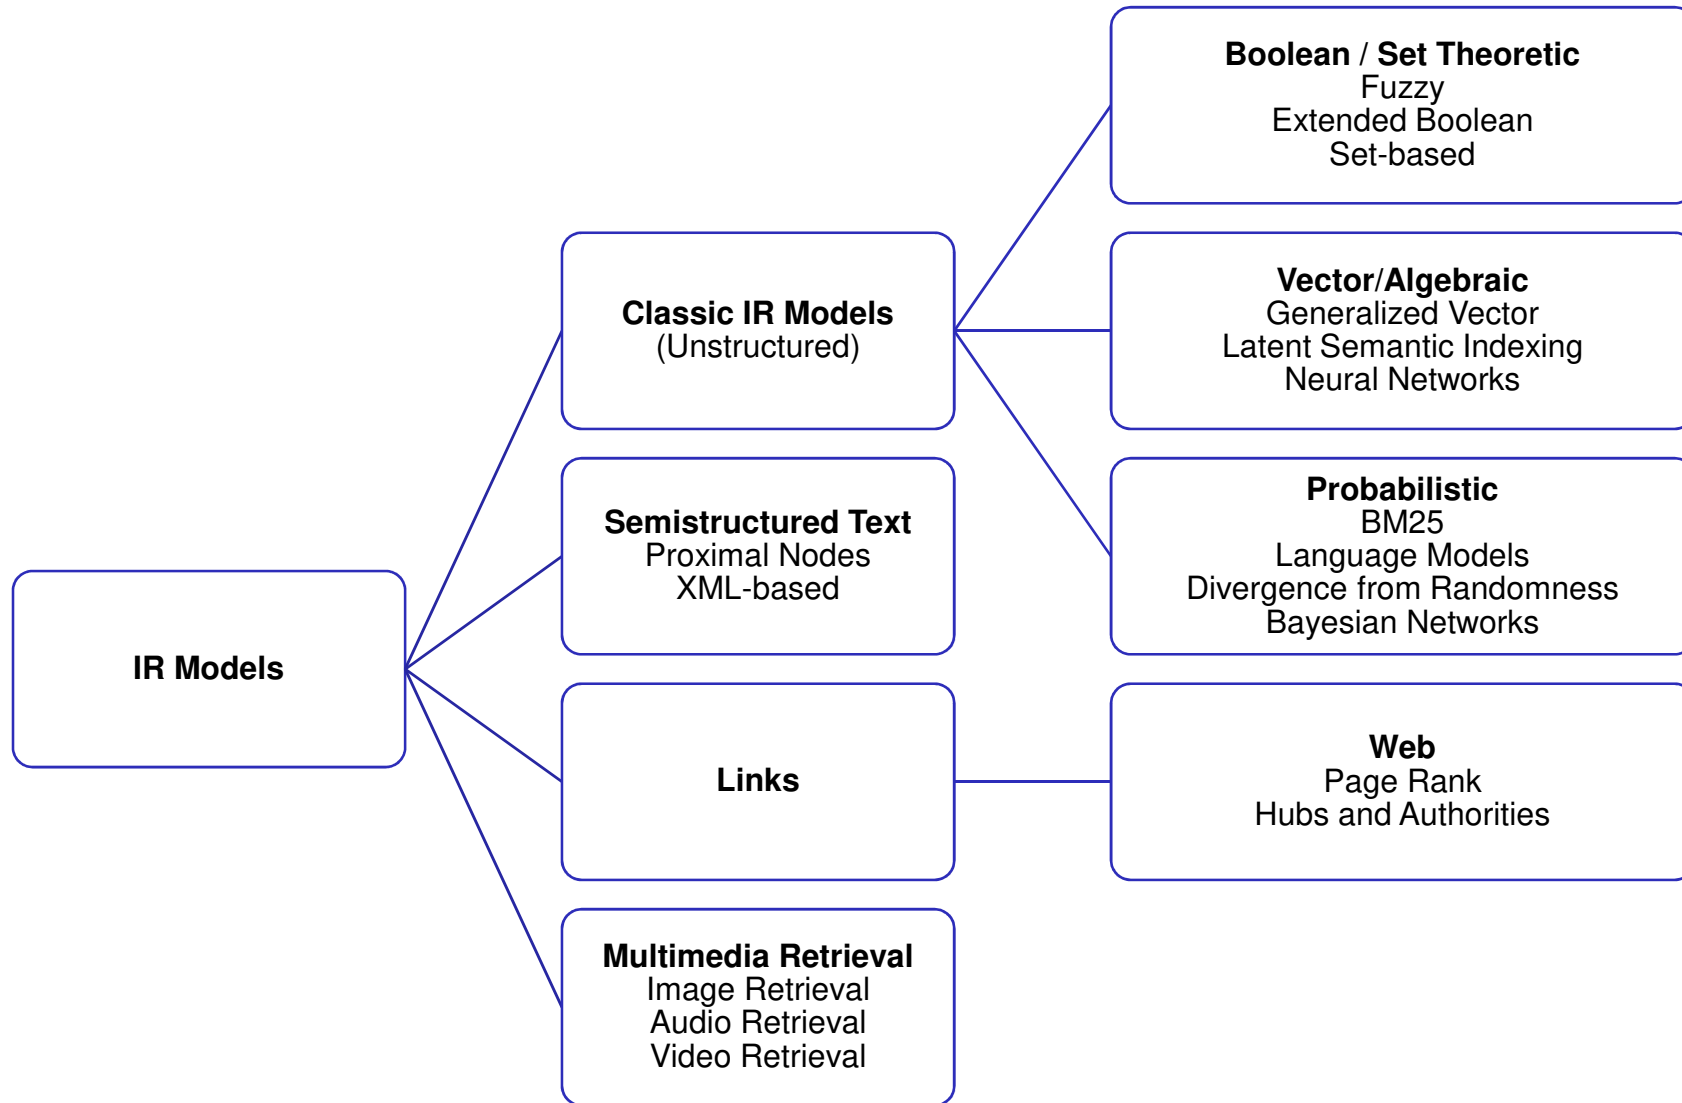 IR Models
Classic IR Models
(Unstructured)
Semistructured Text
Proximal Nodes
XML-based
Links
Multimedia Retrieval
Image Retrieval
Audio Retrieval
Video Retrieval
Boolean / Set Theoretic
Fuzzy
Extended Boolean
Set-based
Vector/Algebraic
Generalized Vector
Latent Semantic Indexing
Neural Networks
Probabilistic
BM25
Language Models
Divergence from Randomness
Bayesian Networks
Web
Page Rank
Hubs and Authorities